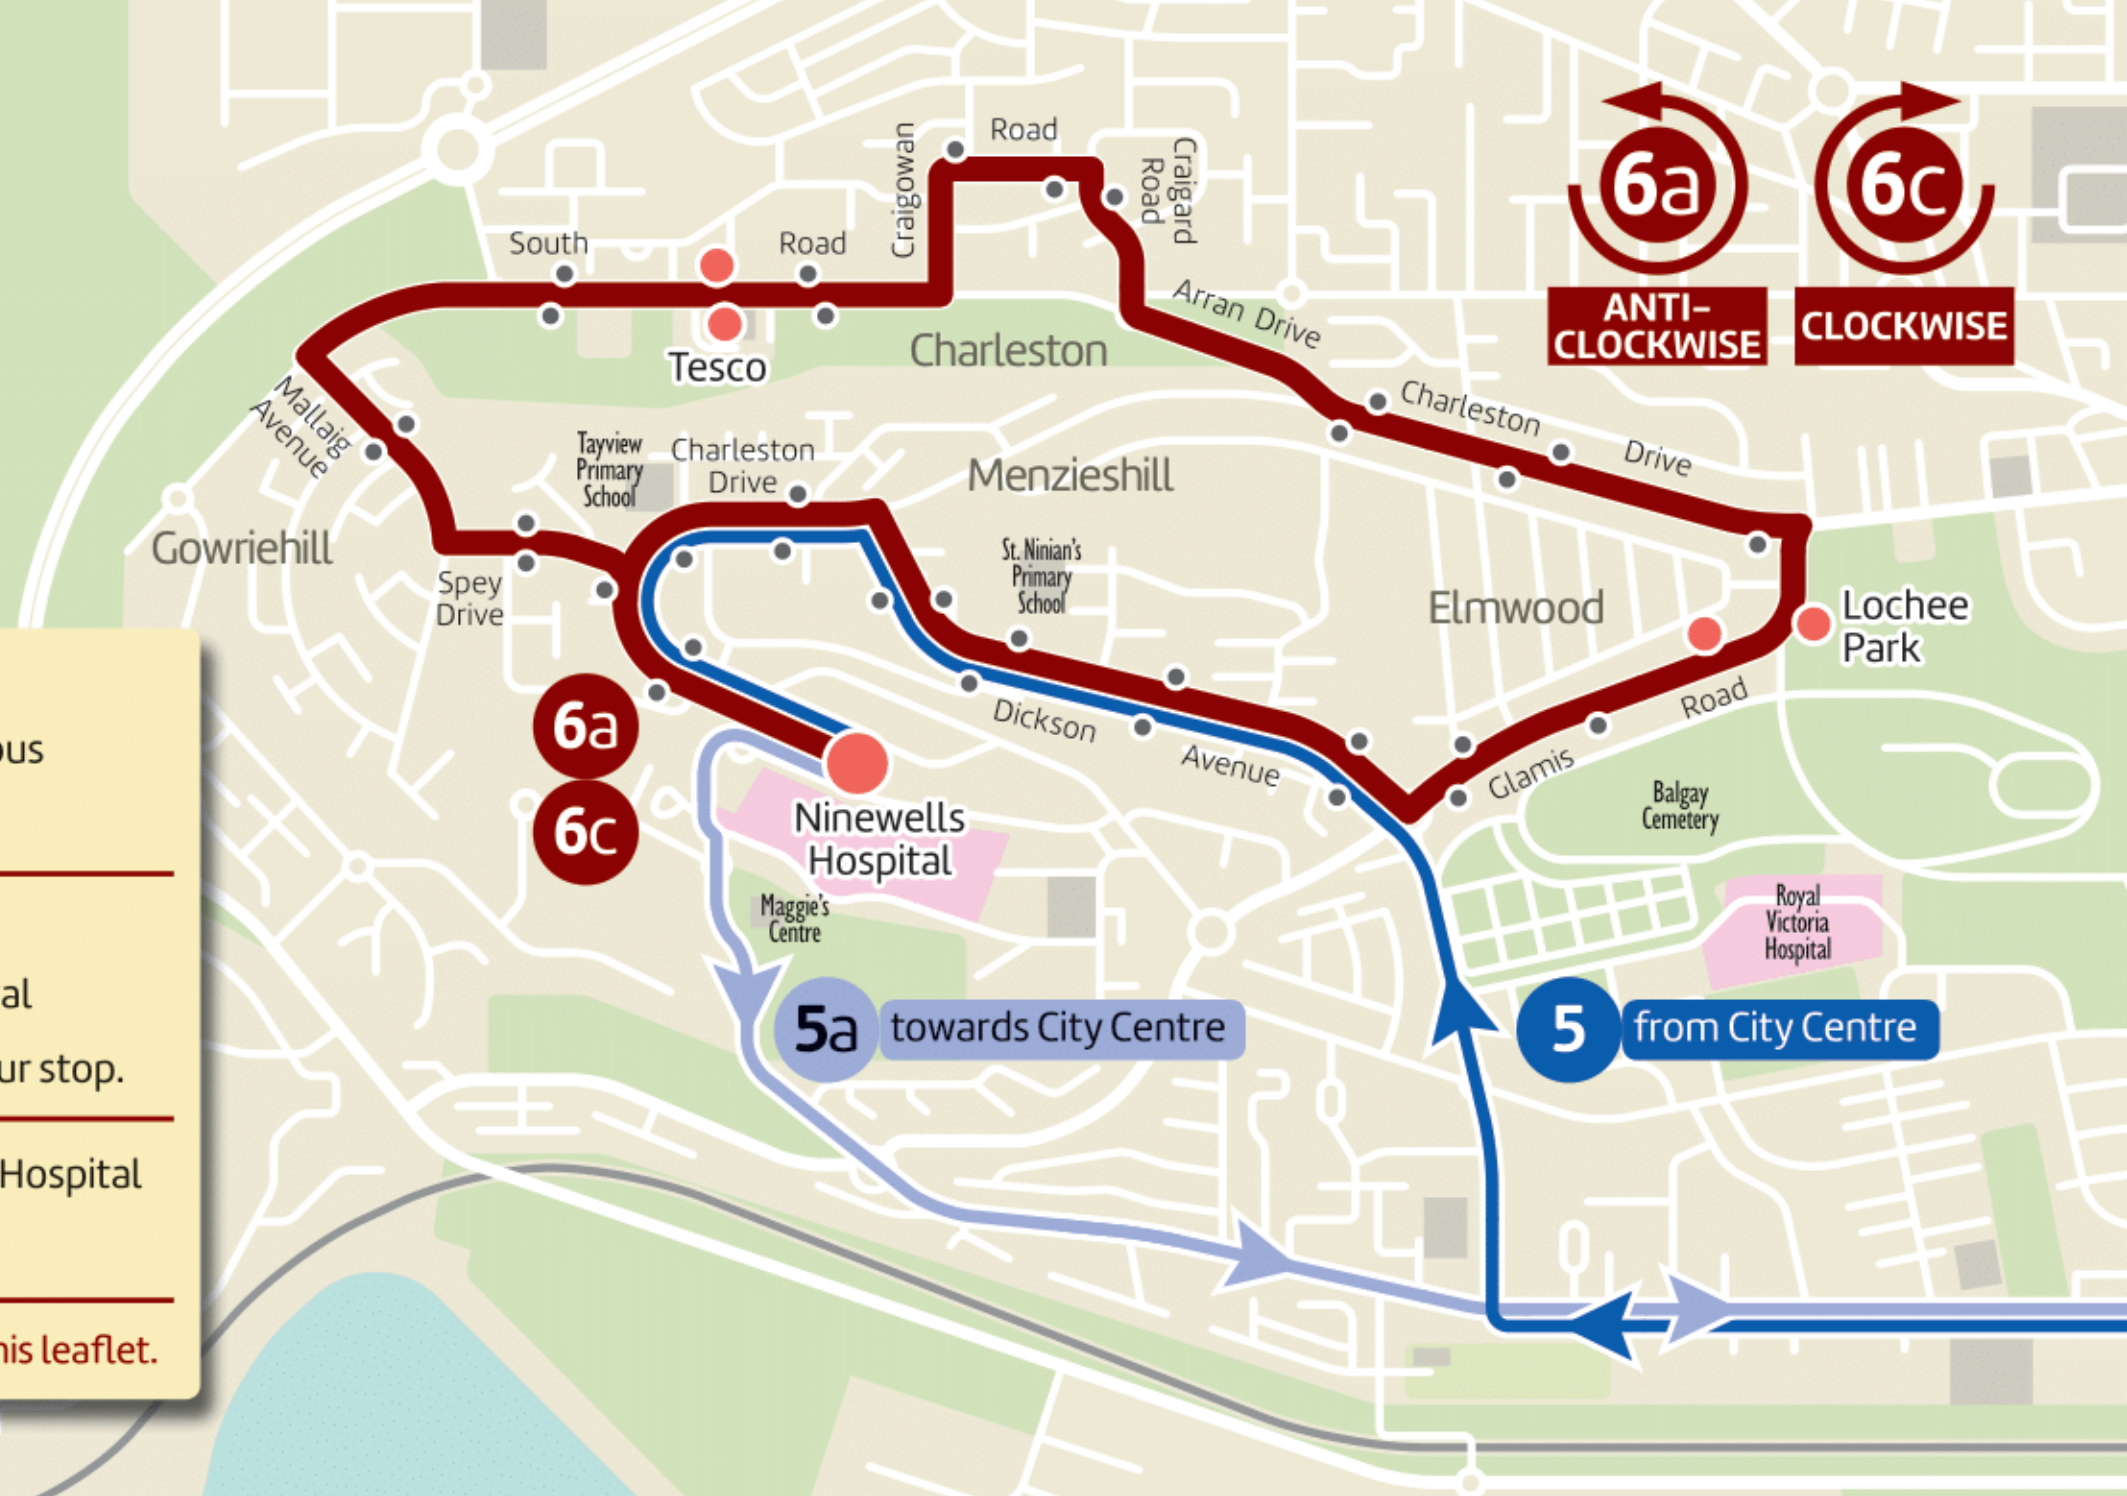 Road
Craigowan
Craigard
Road
6a
6c
ANTI-
CLOCKWISE
CLOCKWISE
South
Road
Tesco
Charleston
Arran Drive
Mallaig
Avenue
Charleston
Drive
Tayview
Primary
School
Charleston
Drive
Menzieshill
Gowriehill
St. Ninian's
Primary
School
Spey
Drive
Elmwood
Lochee
Park
6a
6c
Dickson
Avenue
Glamis
Road
Balgay
Cemetery
Ninewells
Hospital
Maggie's
Centre
Royal
Victoria
Hospital
5a towards City Centre
5 from City Centre
ous
al
ur stop.
Hospital
his leaflet.